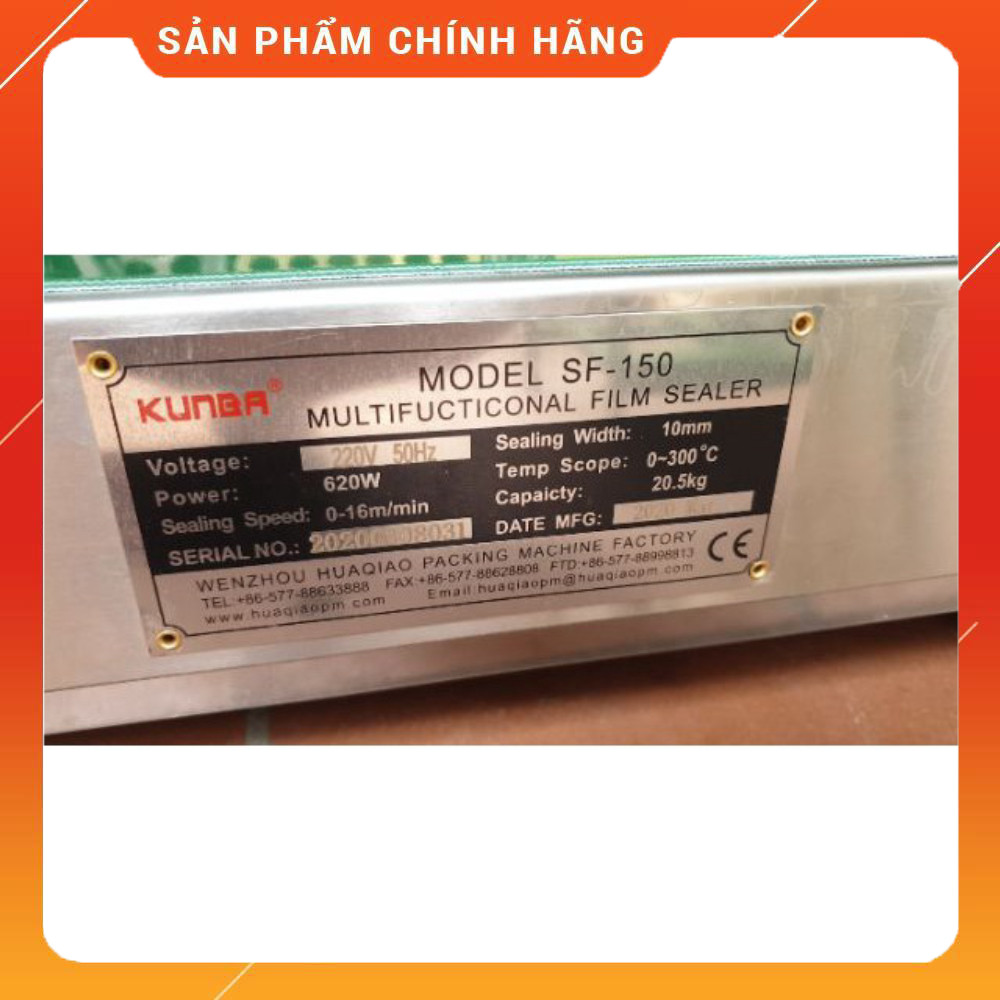 SẢN PHẨM CHÍNH HÃNG
KUNBA®
MODEL SF-150
MULTIFUCTICONAL FILM SEALER
Voltage: 220V 50Hz
Power: 620W
Sealing Speed: 0-16m/min
SERIAL NO.:
Sealing Width: 10mm
Temp Scope: 0~300°C
Capaicty: 20.5kg
DATE MFG: 2020
WENZHOU HUAQIAO PACKING MACHINE FACTORY
TEL:+86-577-88633888 FAX:+86-577-88628808 FTD:+86-577-88998813
www.huaqiaopm.com Email:huaqiaopm@huaqiaopm.com
CE